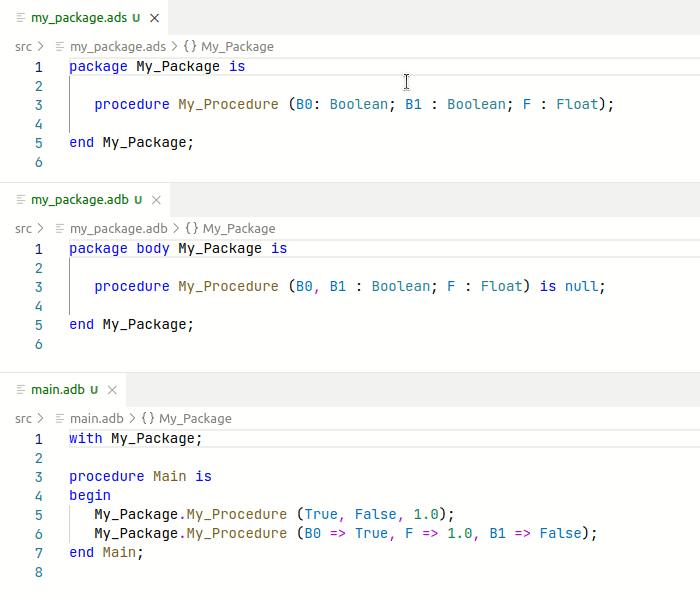 my_package.ads U
src > my_package.ads > {} My_Package
1 package My_Package is
2
3 procedure My_Procedure (B0: Boolean; B1 : Boolean; F : Float);
4
5 end My_Package;
6
my_package.adb U
src > my_package.adb > {} My_Package
1 package body My_Package is
2
3 procedure My_Procedure (B0, B1 : Boolean; F : Float) is null;
4
5 end My_Package;
6
main.adb U
src > main.adb > {} My_Package
1 with My_Package;
2
3 procedure Main is
4 begin
5 My_Package.My_Procedure (True, False, 1.0);
6 My_Package.My_Procedure (B0 => True, F => 1.0, B1 => False);
7 end Main;
8